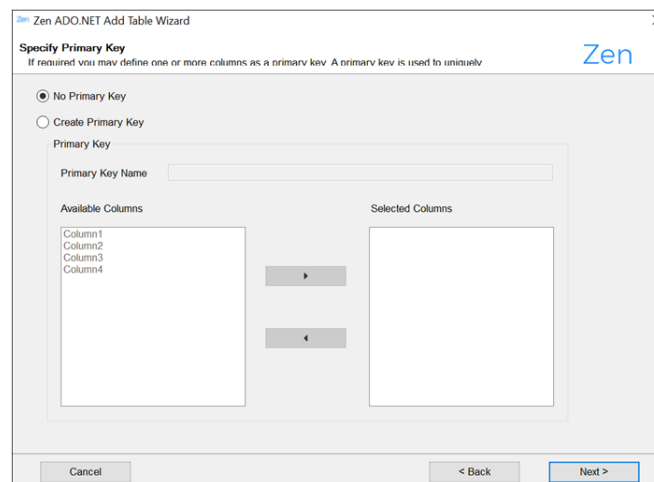 Zen Zen ADO.NET Add Table Wizard
Specify Primary Key
If required you may define one or more columns as a primary key. A primary key is used to uniquely
Zen
No Primary Key
Create Primary Key
Primary Key
Primary Key Name
Available Columns
Selected Columns
Column1
Column2
Column3
Column4
Cancel
< Back
Next >